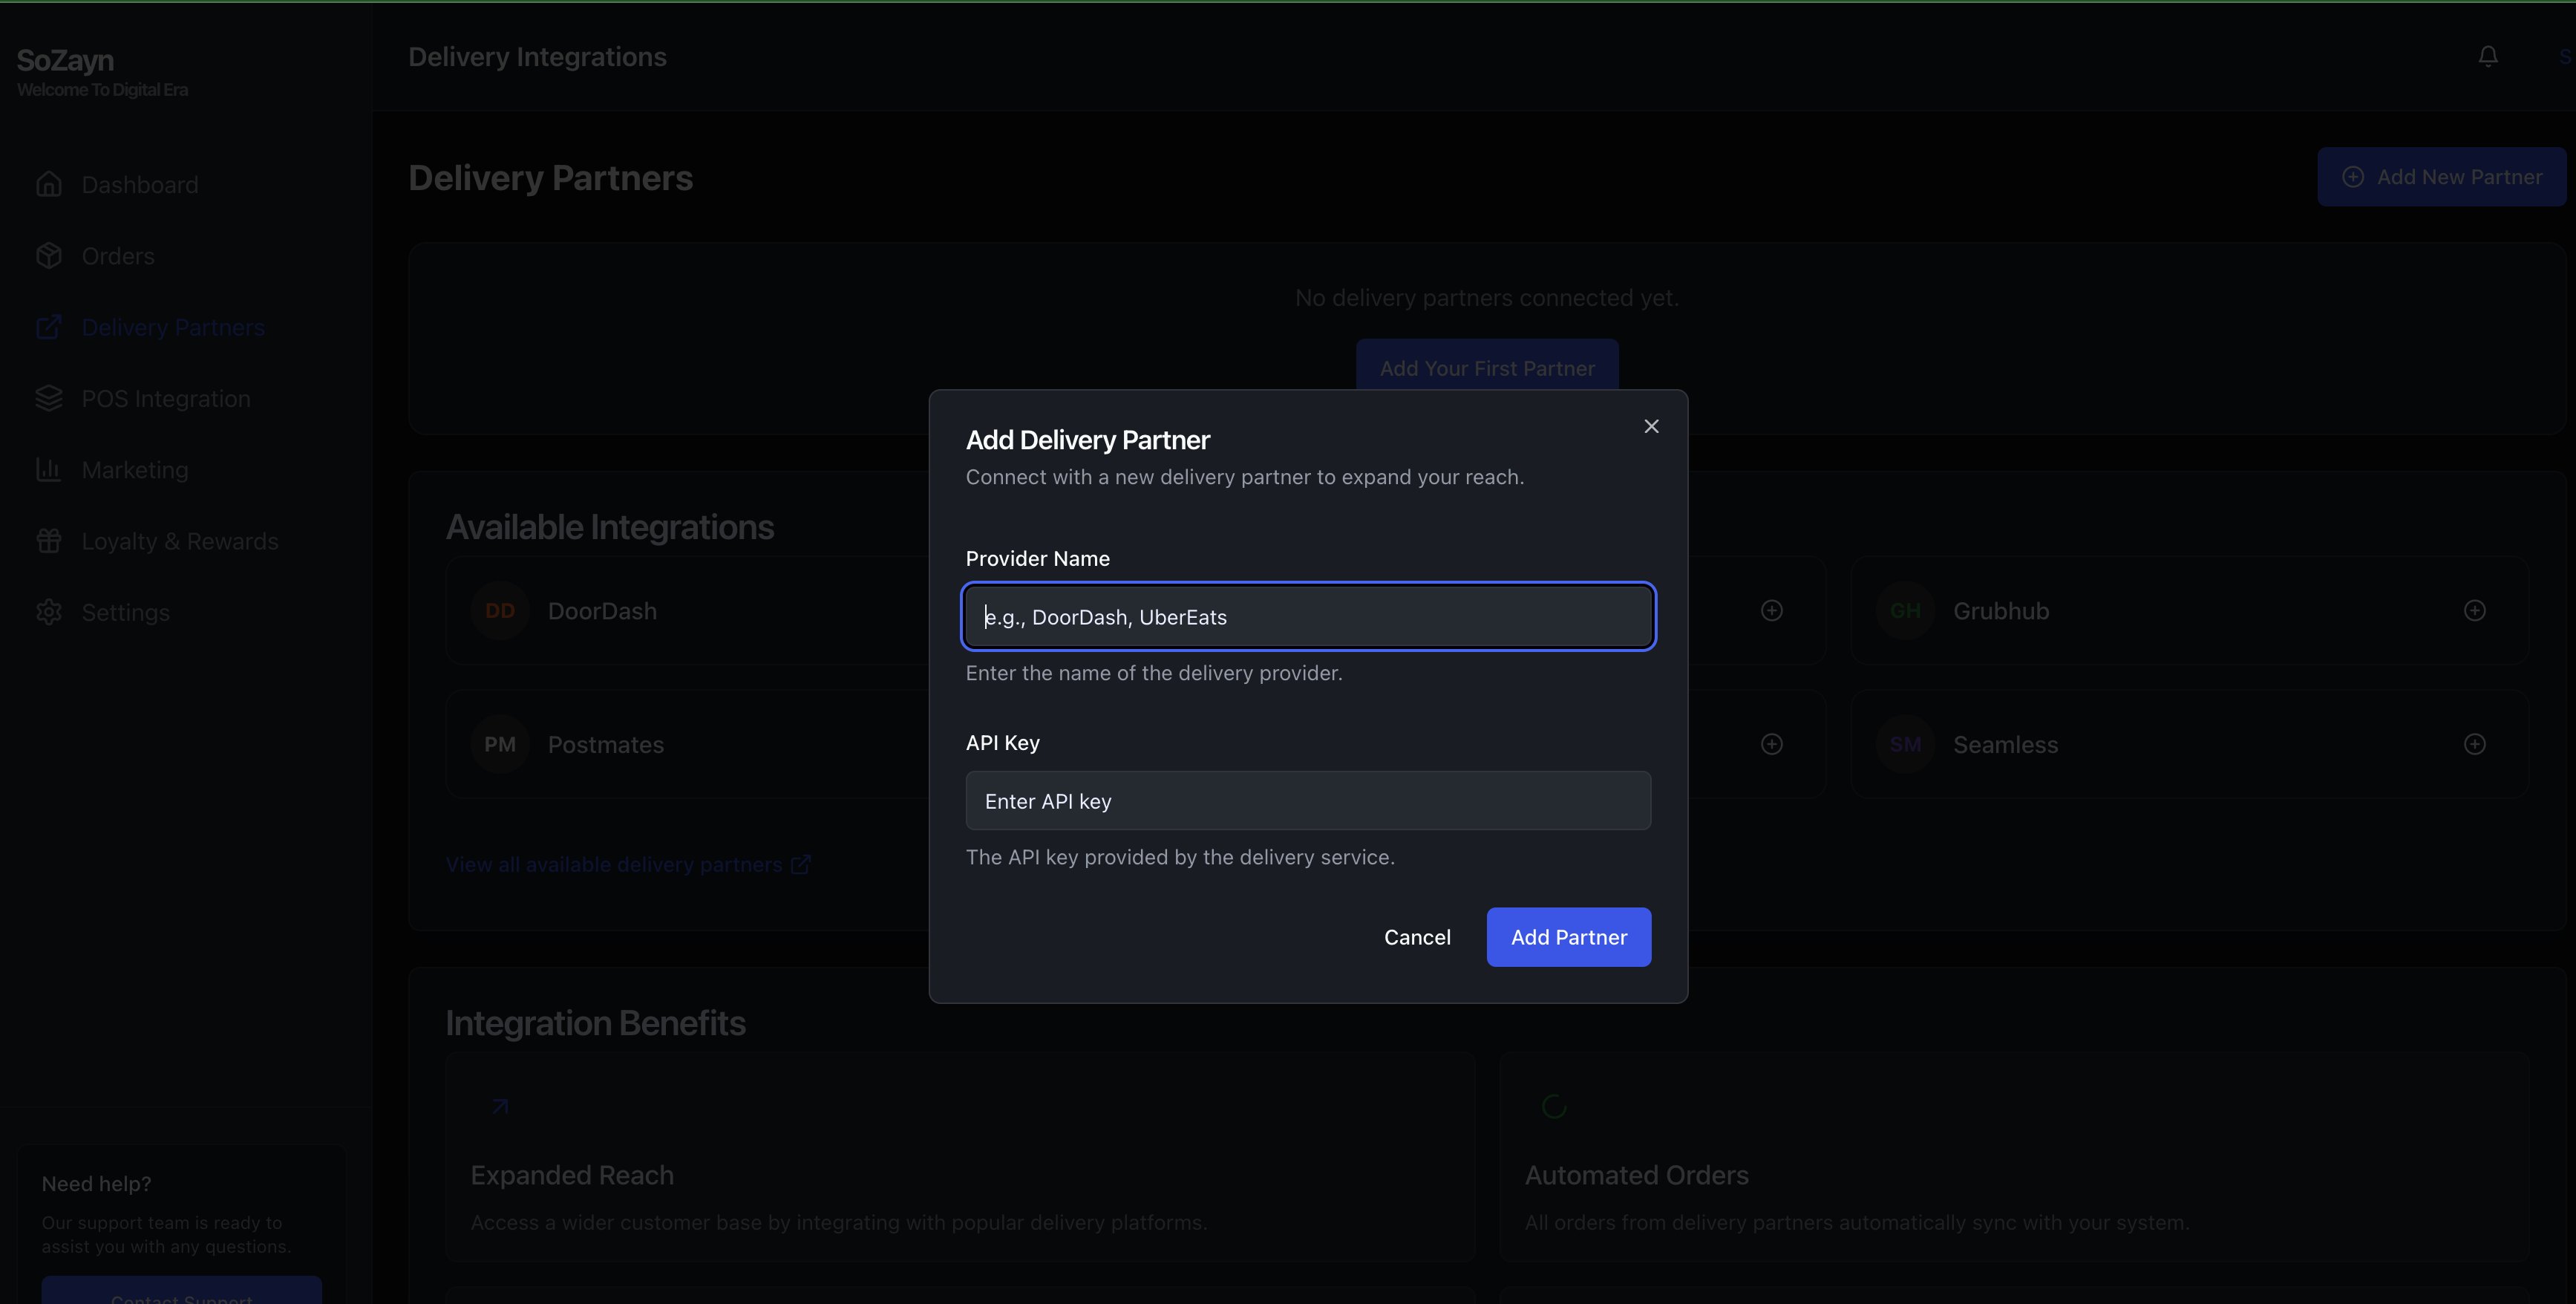 SoZayn
Welcome To Digital Era
Dashboard
Orders
Delivery Partners
POS Integration
Marketing
Loyalty & Rewards
Settings
Need help?
Our support team is ready to
assist you with any questions.
Contact Support
Delivery Integrations
S
Delivery Partners
Add New Partner
No delivery partners connected yet.
Add Your First Partner
Available Integrations
DD DoorDash
GH Grubhub
PM Postmates
SM Seamless
View all available delivery partners
Add Delivery Partner
Connect with a new delivery partner to expand your reach.
Provider Name
e.g., DoorDash, UberEats
Enter the name of the delivery provider.
API Key
Enter API key
The API key provided by the delivery service.
Cancel
Add Partner
Integration Benefits
Expanded Reach
Access a wider customer base by integrating with popular delivery platforms.
Automated Orders
All orders from delivery partners automatically sync with your system.